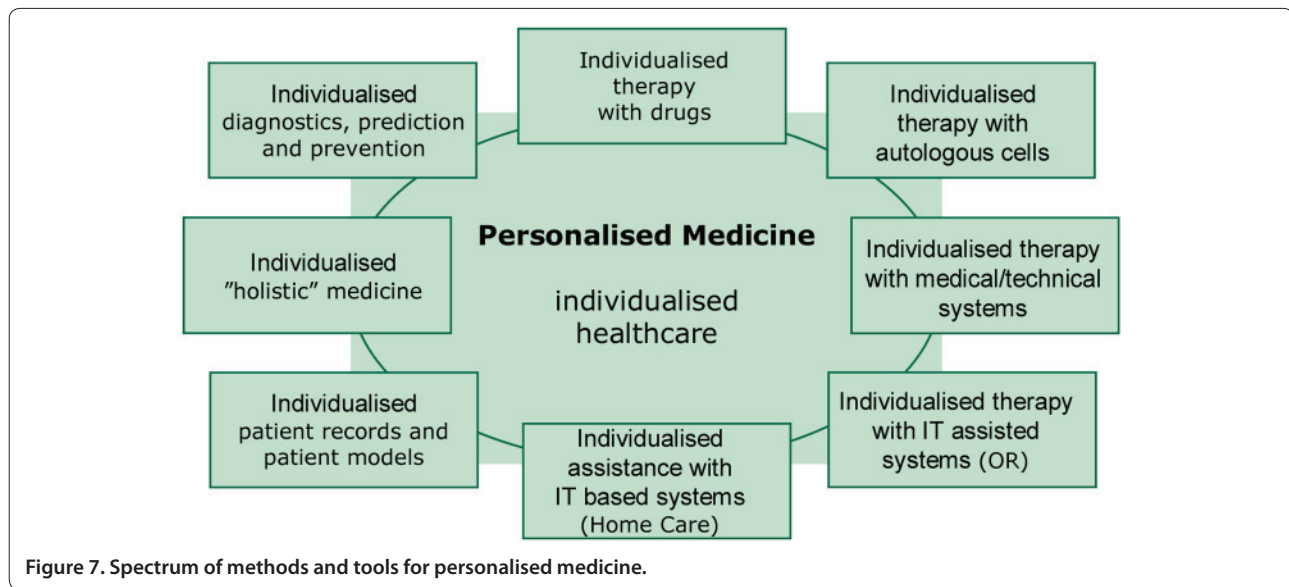 Individualised
therapy
with drugs
Individualised
diagnostics, prediction
and prevention
Individualised
therapy with
autologous cells
Personalised Medicine
individualised
healthcare
Individualised
"holistic" medicine
Individualised therapy
with medical/technical
systems
Individualised
patient records and
patient models
Individualised
assistance with
IT based systems
(Home Care)
Individualised therapy
with IT assisted
systems (OR)
Figure 7. Spectrum of methods and tools for personalised medicine.